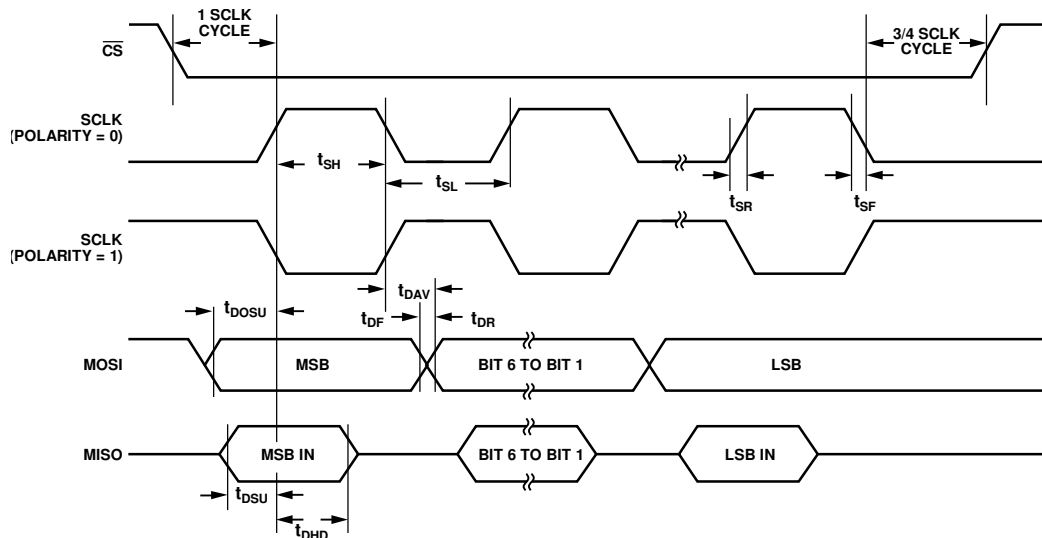 1 SCLK
CYCLE
3/4 SCLK
CYCLE
CS
SCLK
(POLARITY = 0)
tSH
tSL
tSR
tSF
SCLK
(POLARITY = 1)
tDAV
tDOSU
tDF
tDR
MOSI
MSB
BIT 6 TO BIT 1
LSB
MISO
MSB IN
BIT 6 TO BIT 1
LSB IN
tDSU
tDHD